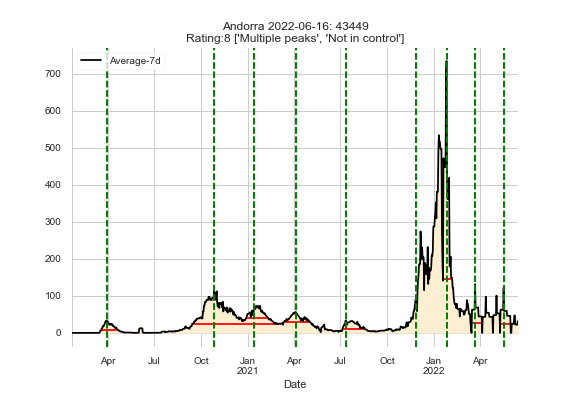 Andorra 2022-06-16: 43449
Rating:8 ['Multiple peaks', 'Not in control']
Average-7d
700
600
500
400
300
200
100
0
Apr Jul Oct Jan Apr Jul Oct Jan Apr
2021 2022
Date